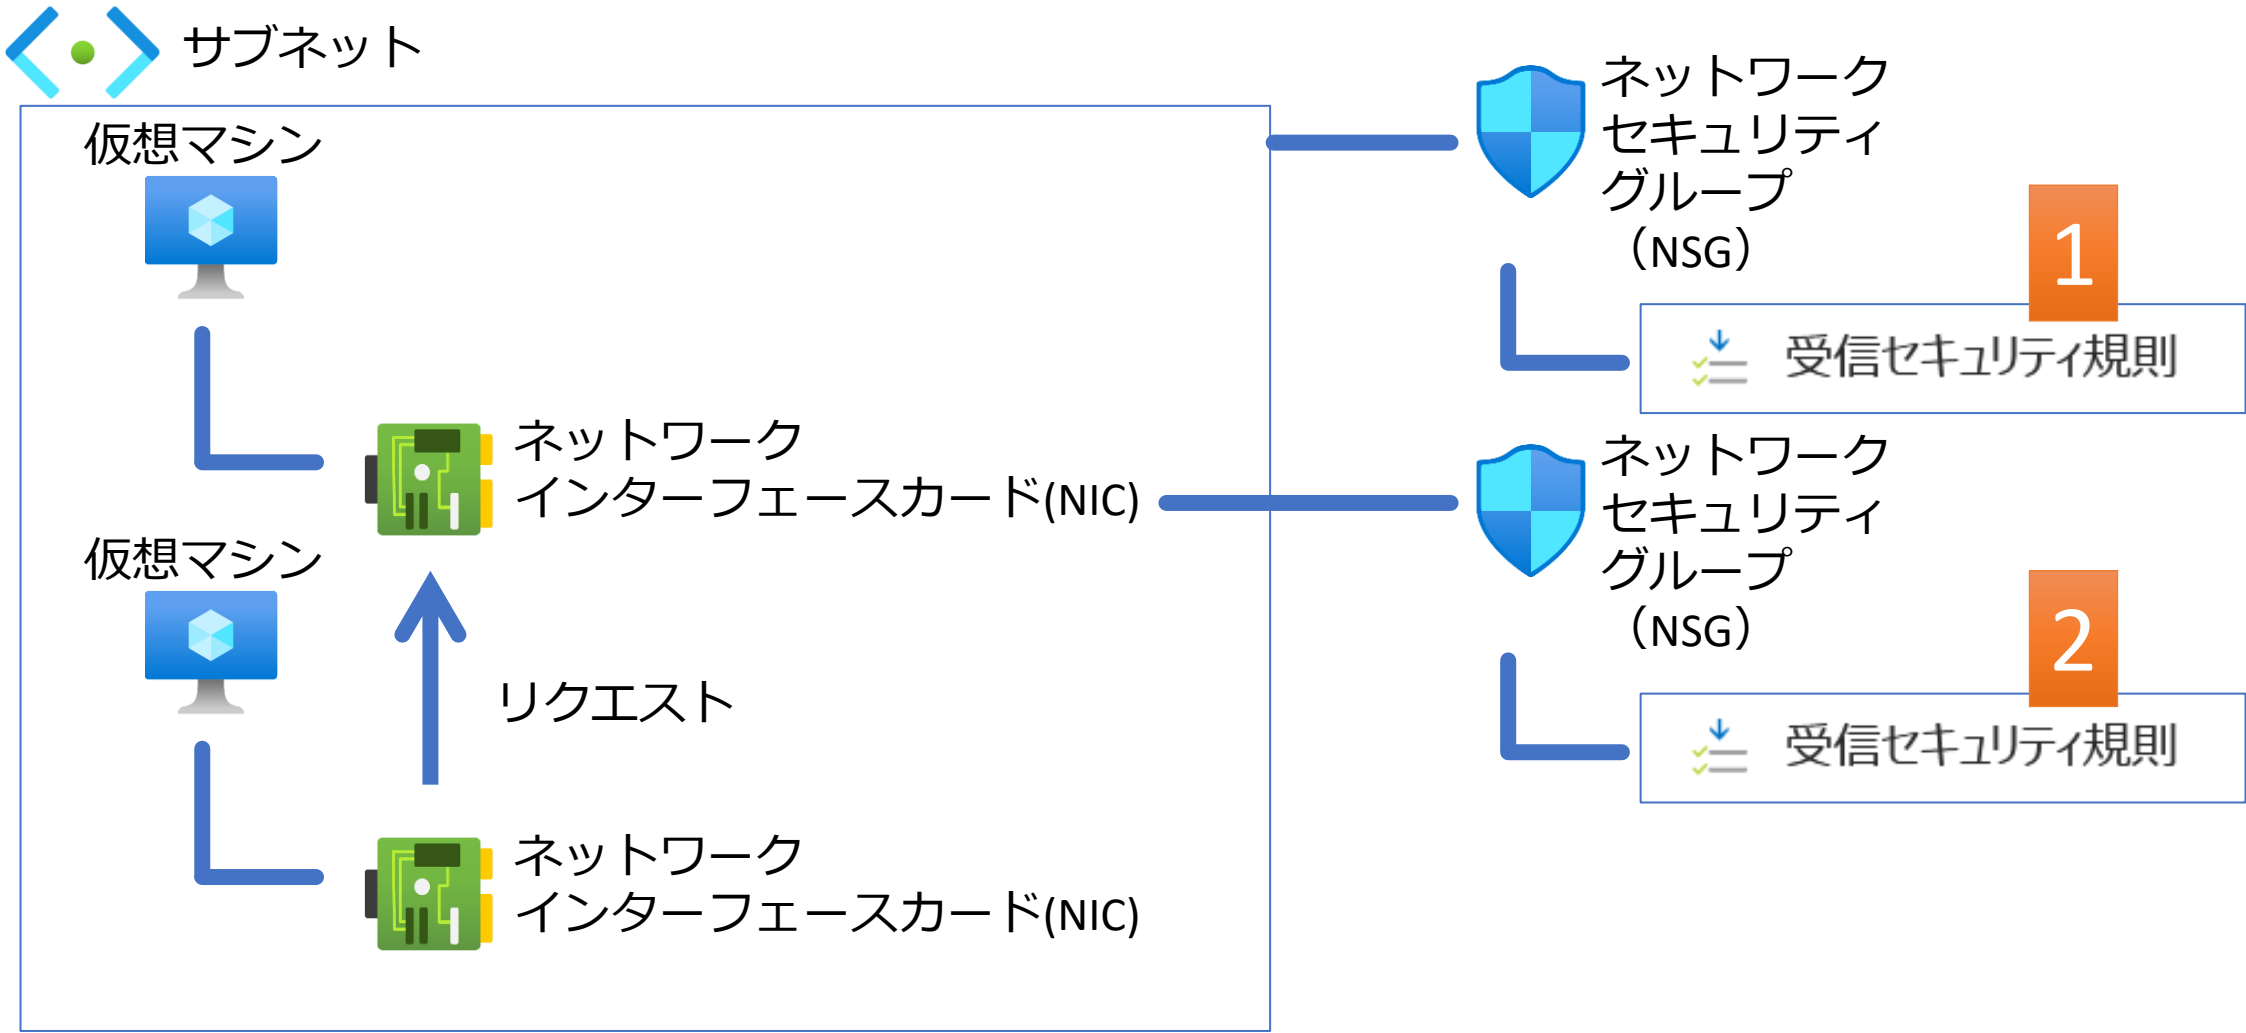 サブネット
仮想マシン
ネットワーク
インターフェースカード(NIC)
仮想マシン
リクエスト
ネットワーク
インターフェースカード(NIC)
ネットワーク
セキュリティ
グループ
（NSG）
1
受信セキュリティ規則
ネットワーク
セキュリティ
グループ
（NSG）
2
受信セキュリティ規則